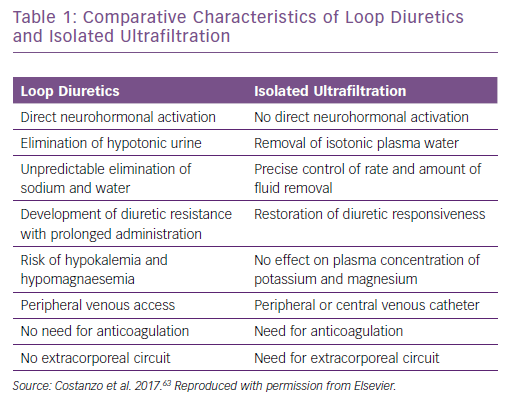 Table 1: Comparative Characteristics of Loop Diuretics
and Isolated Ultrafiltration
Loop Diuretics Isolated Ultrafiltration
Direct neurohormonal activation No direct neurohormonal activation
Elimination of hypotonic urine Removal of isotonic plasma water
Unpredictable elimination of Precise control of rate and amount of
sodium and water fluid removal
Development of diuretic resistance Restoration of diuretic responsiveness
with prolonged administration
Risk of hypokalemia and No effect on plasma concentration of
hypomagnesaemia potassium and magnesium
Peripheral venous access Peripheral or central venous catheter
No need for anticoagulation Need for anticoagulation
No extracorporeal circuit Need for extracorporeal circuit
Source: Costanzo et al. 2017.63 Reproduced with permission from Elsevier.